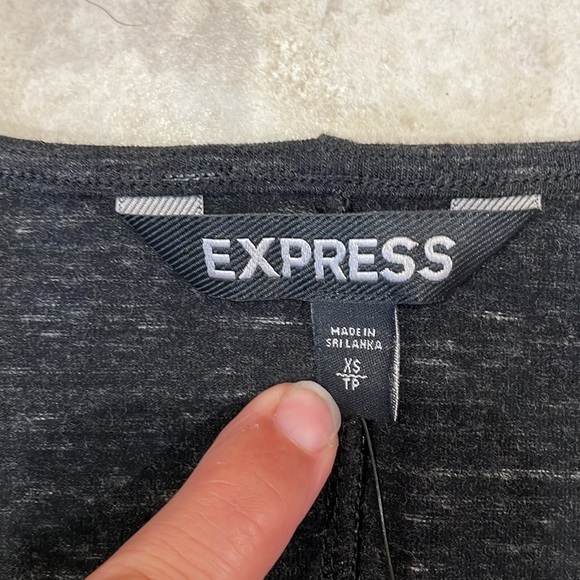 EXPRESS
MADE IN
SRI LANKA
XS
TP